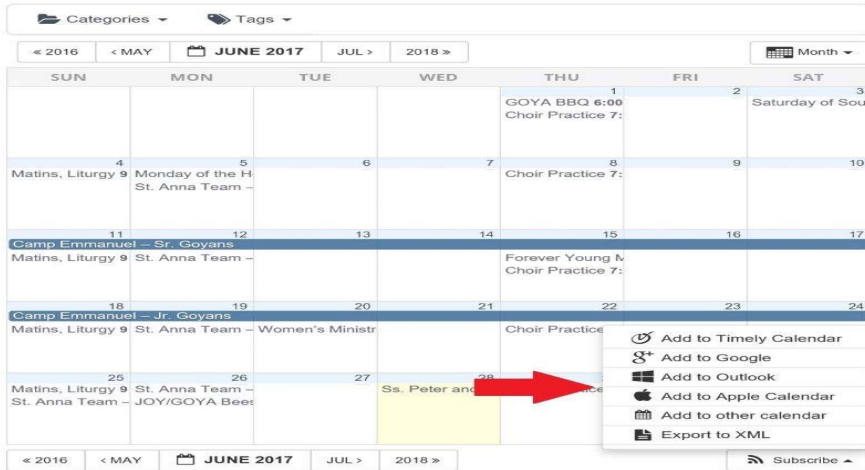 Categories Tags
« 2016 < MAY JUNE 2017 JUL > 2018 » Month
SUN MON TUE WED THU FRI SAT
1 2 3
GOYA BBQ 6:00 Saturday of Sou
Choir Practice 7:
4 5 6 7 8 9 10
Matins, Liturgy 9 Monday of the H Choir Practice 7:
St. Anna Team –
11 12 13 14 15 16 17
Camp Emmanuel – Sr. Goyans
Matins, Liturgy 9 St. Anna Team – Forever Young M
Choir Practice 7:
18 19 20 21 22 23 24
Camp Emmanuel – Jr. Goyans
Matins, Liturgy 9 St. Anna Team – Women's Ministr Choir Practice
Add to Timely Calendar
Add to Google
25 26 27 28
Matins, Liturgy 9 St. Anna Team – Ss. Peter and
St. Anna Team – JOY/GOYA Bees
Add to Outlook
Add to Apple Calendar
Add to other calendar
Export to XML
« 2016 < MAY JUNE 2017 JUL > 2018 » Subscribe